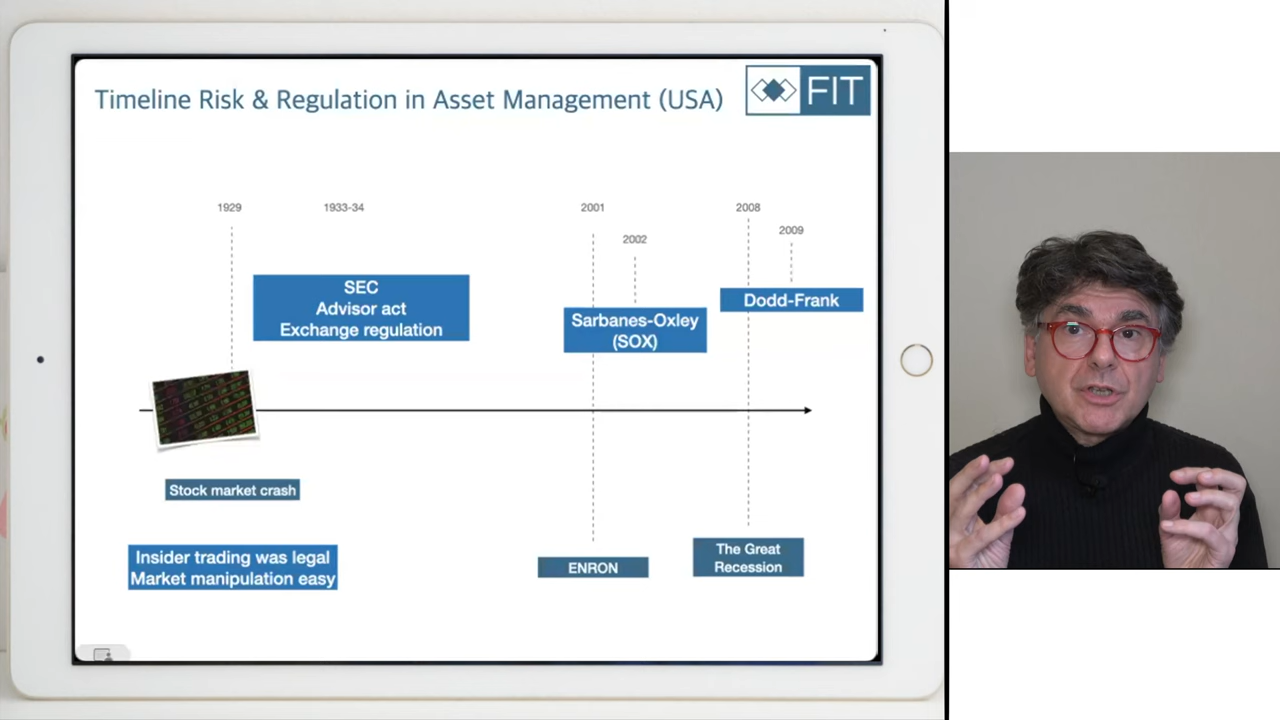 Timeline Risk & Regulation in Asset Management (USA)
FIT
1929
1933-34
2001
2002
2008
2009
SEC
Advisor act
Exchange regulation
Sarbanes-Oxley
(SOX)
Dodd-Frank
Stock market crash
Insider trading was legal
Market manipulation easy
ENRON
The Great
Recession